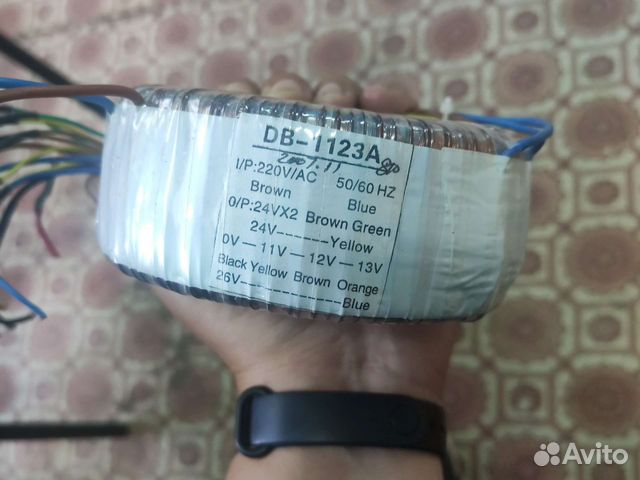 DB-1123A
I/P:220V/AC 50/60 HZ
Brown Blue
O/P:24VX2 Brown Green
24V-------Yellow
0V — 11V — 12V — 13V
Black Yellow Brown Orange
26V-------------Blue
Avito